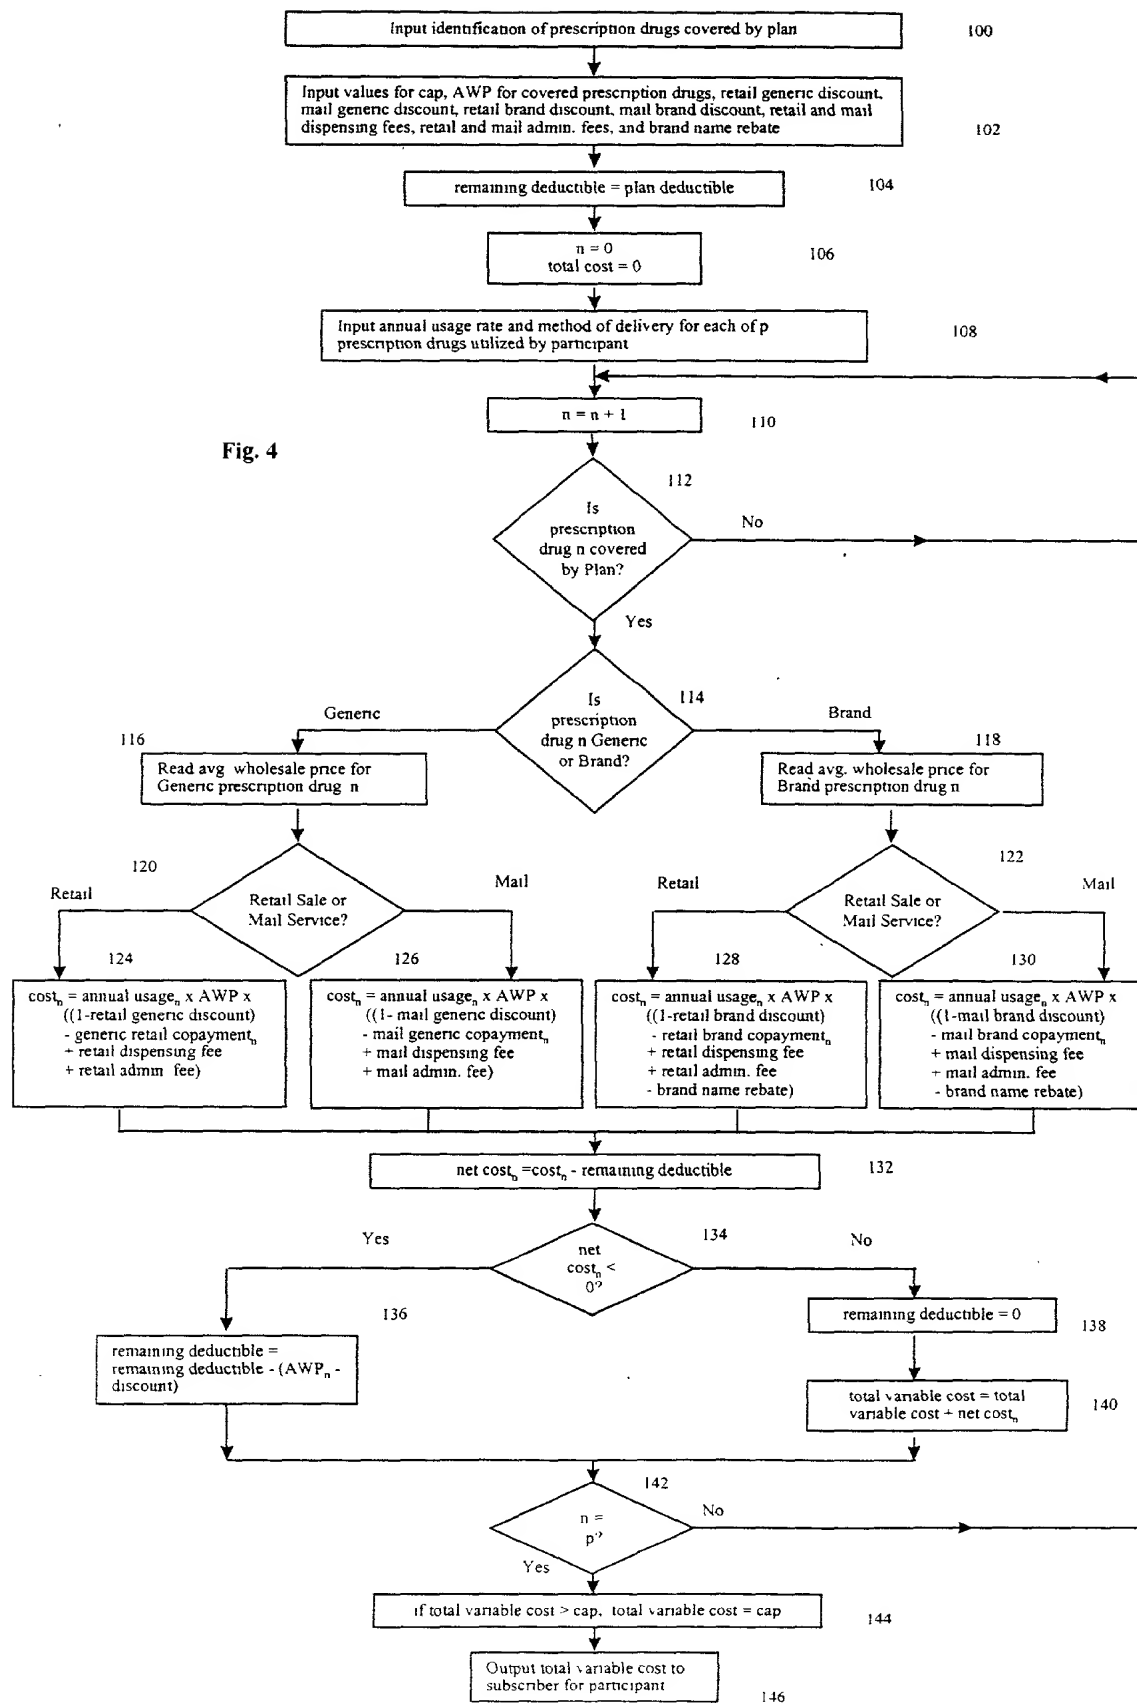 Input identification of prescription drugs covered by plan
100
Input values for cap, AWP for covered prescription drugs, retail generic discount,
mail generic discount, retail brand discount, mail brand discount, retail and mail
dispensing fees, retail and mail admin. fees, and brand name rebate
102
remaining deductible = plan deductible
104
n = 0
total cost = 0
106
Input annual usage rate and method of delivery for each of p
prescription drugs utilized by participant
108
n = n + 1
110
Fig. 4
112
Is
prescription
drug n covered
by Plan?
No
Yes
114
Is
prescription
drug n Generic
or Brand?
Generic
Brand
116
Read avg wholesale price for
Generic prescription drug n
118
Read avg. wholesale price for
Brand prescription drug n
120
Retail Sale or
Mail Service?
Retail
Mail
122
Retail Sale or
Mail Service?
Retail
Mail
124
costn = annual usagen x AWP x
((1-retail generic discount)
- generic retail copaymentn
+ retail dispensing fee
+ retail admin fee)
126
costn = annual usagen x AWP x
((1- mail generic discount)
- mail generic copaymentn
+ mail dispensing fee
+ mail admin. fee)
128
costn = annual usagen x AWP x
((1-retail brand discount)
- retail brand copaymentn
+ retail dispensing fee
+ retail admin. fee
- brand name rebate)
130
costn = annual usagen x AWP x
((1-mail brand discount)
- mail brand copaymentn
+ mail dispensing fee
+ mail admin. fee
- brand name rebate)
net costn =costn - remaining deductible
132
134
net
costn <
0?
Yes
No
136
remaining deductible =
remaining deductible - (AWPn -
discount)
remaining deductible = 0
138
total variable cost = total
variable cost + net costn
140
142
n =
p?
No
Yes
if total variable cost > cap, total variable cost = cap
144
Output total variable cost to
subscriber for participant
146